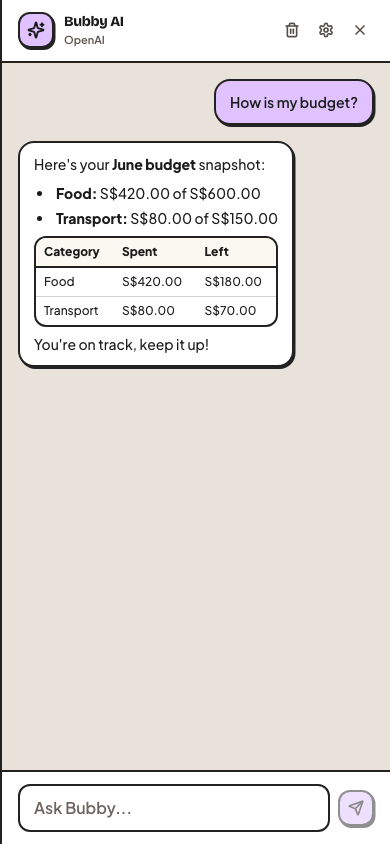 Bubby AI
OpenAI
How is my budget?
Here's your June budget snapshot:
• Food: S$420.00 of S$600.00
• Transport: S$80.00 of S$150.00
Category Spent Left
Food S$420.00 S$180.00
Transport S$80.00 S$70.00
You're on track, keep it up!
Ask Bubby...